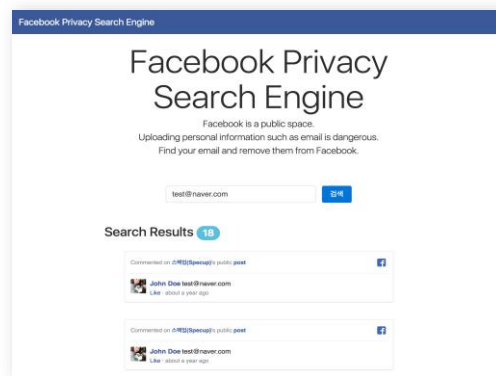 Facebook Privacy Search Engine
Facebook Privacy
Search Engine
Facebook is a public space.
Uploading personal information such as email is dangerous.
Find your email and remove them from Facebook.
test@naver.com
검색
Search Results 18
Commented on 스펙업(Specup)'s public post
John Doe test@naver.com
Like · about a year ago
Commented on 스펙업(Specup)'s public post
John Doe test@naver.com
Like · about a year ago